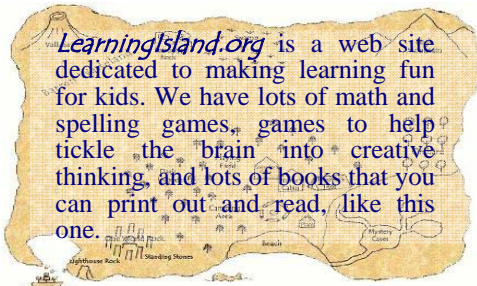 LearningIsland.org is a web site
dedicated to making learning fun
for kids. We have lots of math and
spelling games, games to help
tickle the brain into creative
thinking, and lots of books that you
can print out and read, like this
one.
Beach
Mystery
Caves
Lighthouse Rock
Standing Stones